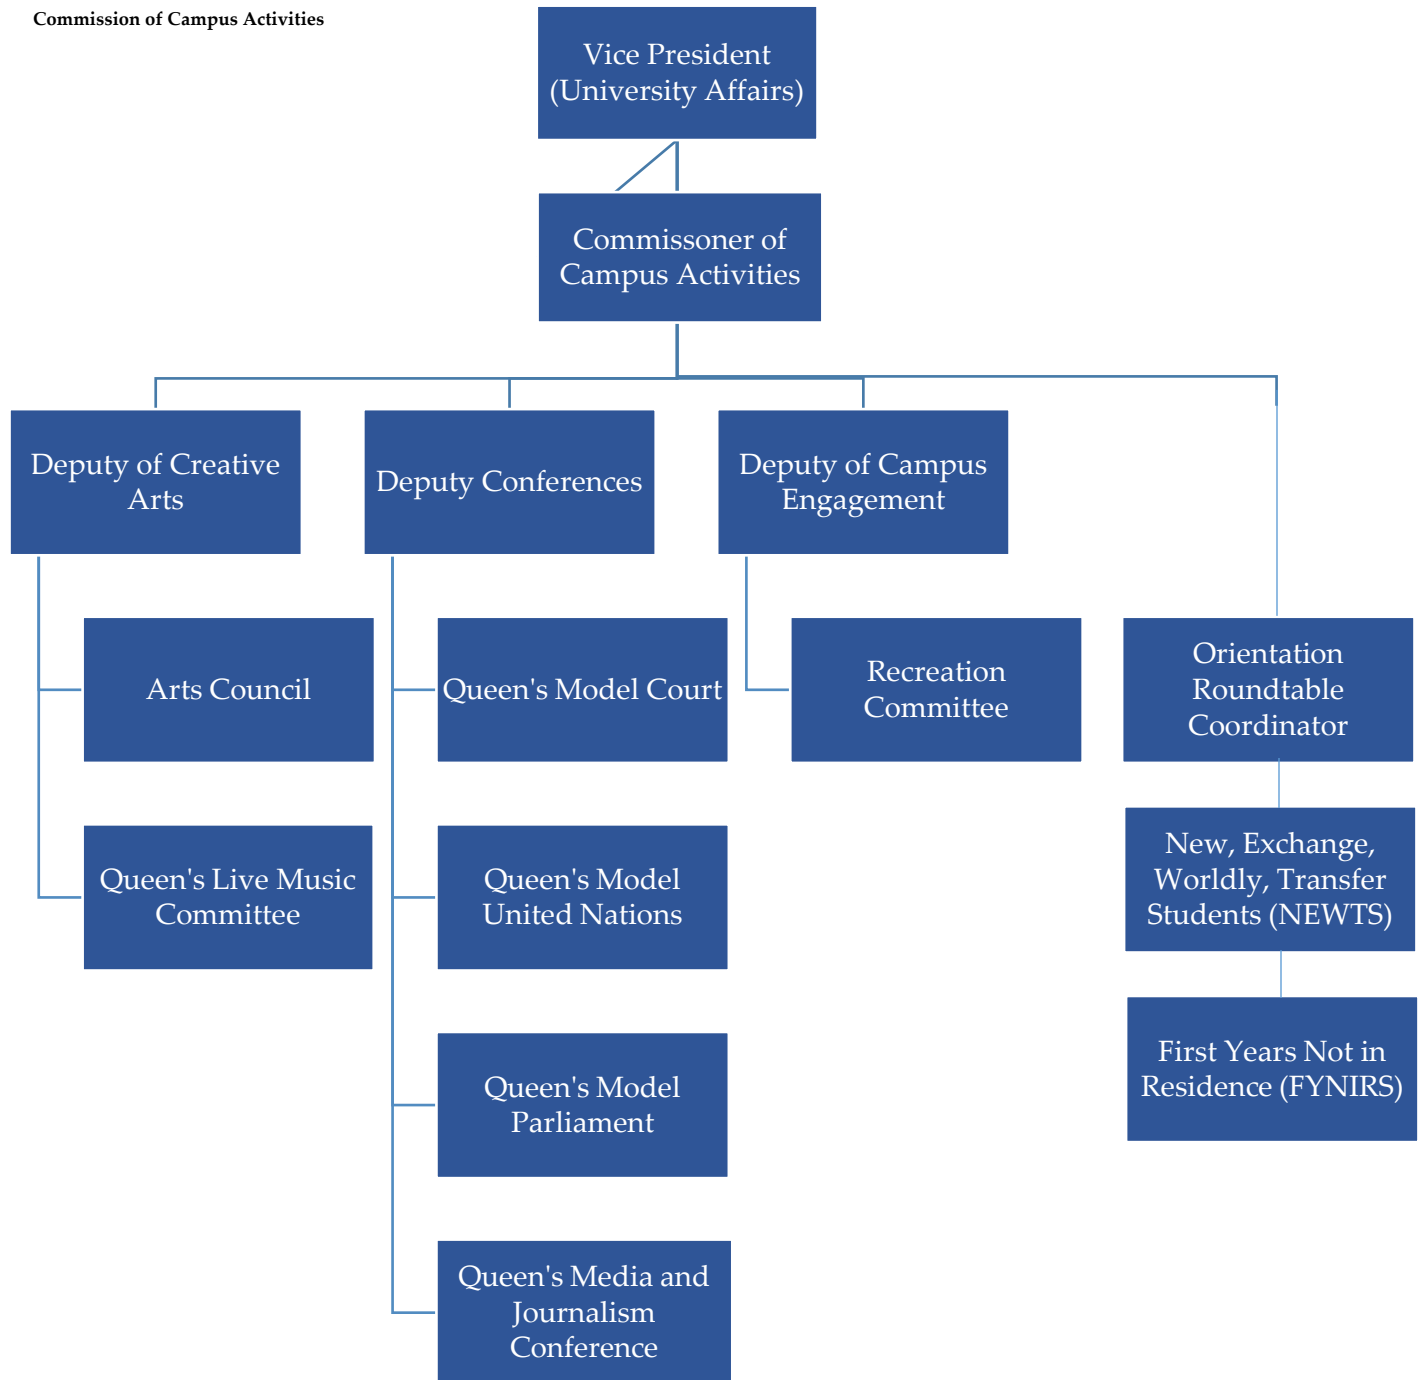 Commission of Campus Activities
Vice President
(University Affairs)
Commissoner of
Campus Activities
Deputy of Creative
Arts
Deputy Conferences
Deputy of Campus
Engagement
Arts Council
Queen's Model Court
Recreation
Committee
Orientation
Roundtable
Coordinator
Queen's Live Music
Committee
Queen's Model
United Nations
New, Exchange,
Worldly, Transfer
Students (NEWTS)
Queen's Model
Parliament
First Years Not in
Residence (FYNIRS)
Queen's Media and
Journalism
Conference